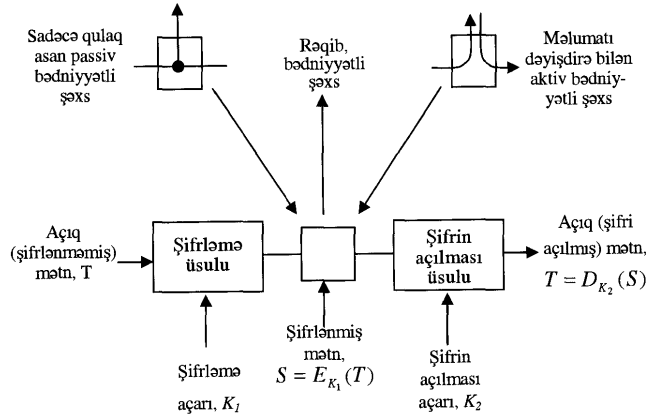 Sadəcə qulaq
asan passiv
bədniyyətli
şəxs
Rəqib,
bədniyyətli
şəxs
Məlumatı
dəyişdirə bilən
aktiv bədniy-
yətli şəxs
Açıq
(şifrlənməmiş)
mətn, T
Şifrləmə
üsulu
Şifrin
açılması
üsulu
Açıq (şifri
açılmış) mətn,
T = D_{K_2}(S)
Şifrlənmiş
mətn,
S = E_{K_1}(T)
Şifrləmə
açarı, K_1
Şifrin
açılması
açarı, K_2